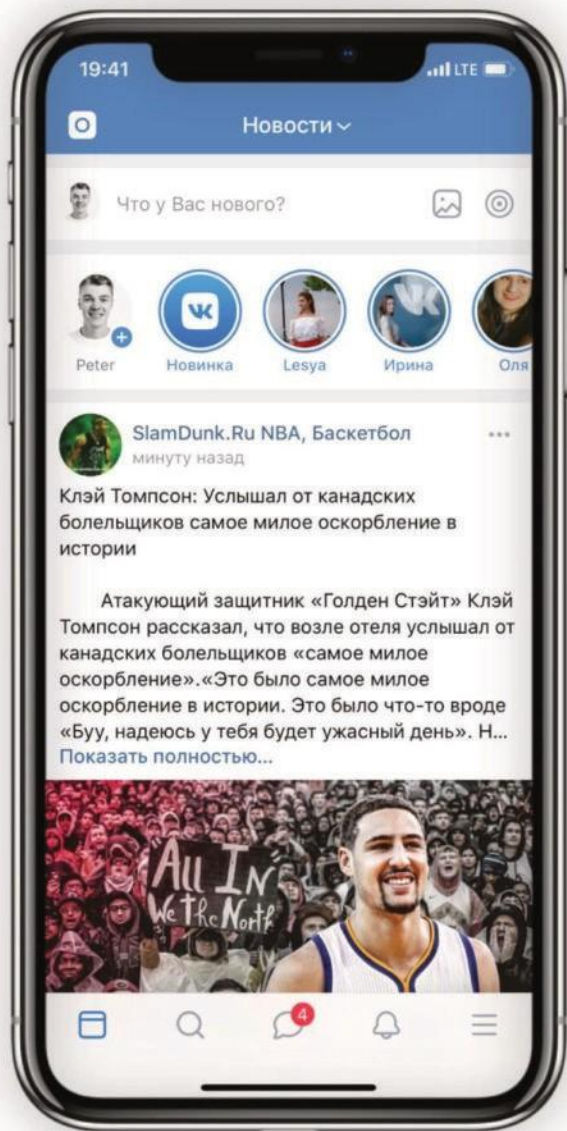 19:41
LTE
Новости
Что у Вас нового?
Peter
Новинка
Lesya
Ирина
Оля
SlamDunk.Ru NBA, Баскетбол
минуту назад
Клэй Томпсон: Услышал от канадских
болельщиков самое милое оскорбление в
истории
Атакующий защитник «Голден Стэйт» Клэй
Томпсон рассказал, что возле отеля услышал от
канадских болельщиков «самое милое
оскорбление».«Это было самое милое
оскорбление в истории. Это было что-то вроде
«Буу, надеюсь у тебя будет ужасный день». Н...
Показать полностью...
All In
We The North
4